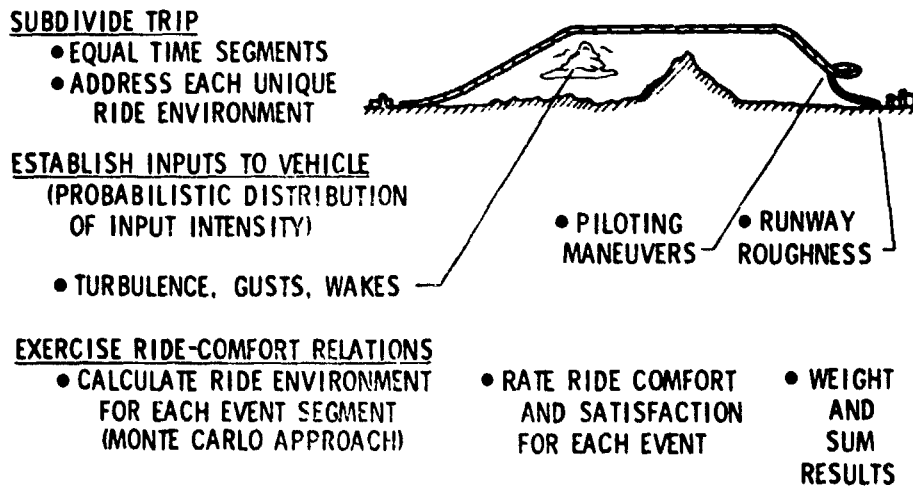 SUBDIVIDE TRIP
• EQUAL TIME SEGMENTS
• ADDRESS EACH UNIQUE
RIDE ENVIRONMENT
ESTABLISH INPUTS TO VEHICLE
(PROBABILISTIC DISTRIBUTION
OF INPUT INTENSITY)
• TURBULENCE, GUSTS, WAKES
• PILOTING
MANEUVERS
• RUNWAY
ROUGHNESS
EXERCISE RIDE-COMFORT RELATIONS
• CALCULATE RIDE ENVIRONMENT
FOR EACH EVENT SEGMENT
(MONTE CARLO APPROACH)
• RATE RIDE COMFORT
AND SATISFACTION
FOR EACH EVENT
• WEIGHT
AND
SUM
RESULTS